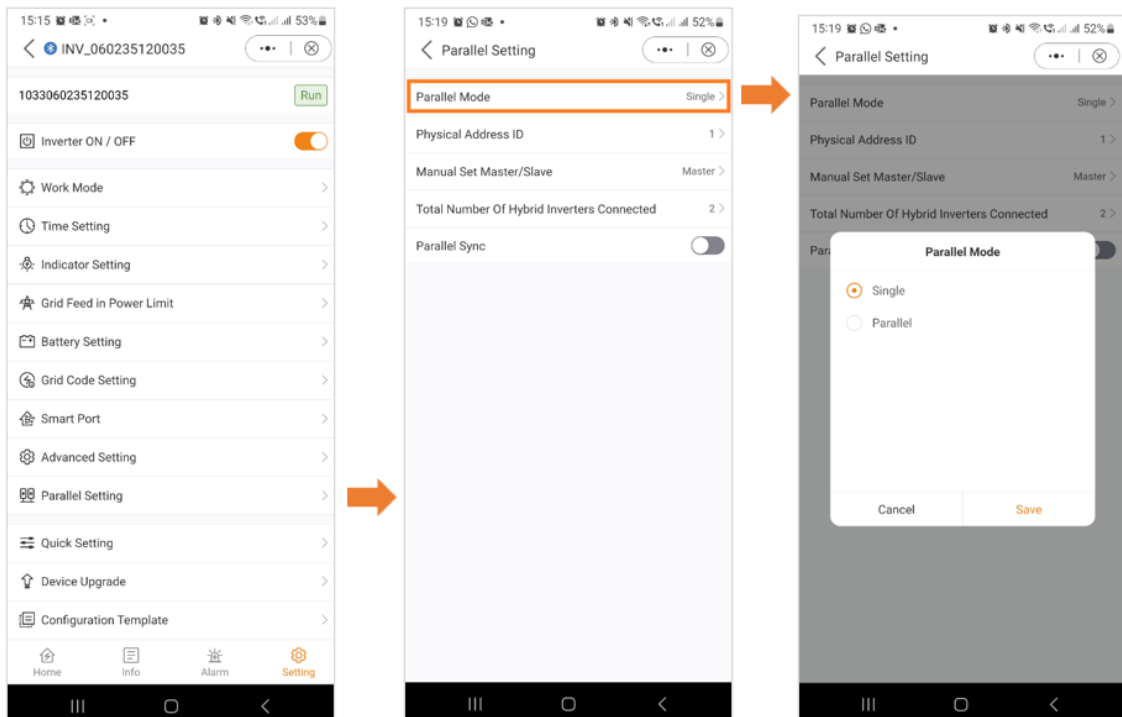 15:15 53%
INV_060235120035
1033060235120035 Run
Inverter ON / OFF
Work Mode
Time Setting
Indicator Setting
Grid Feed in Power Limit
Battery Setting
Grid Code Setting
Smart Port
Advanced Setting
Parallel Setting
Quick Setting
Device Upgrade
Configuration Template
Home Info Alarm Setting
15:19 52%
Parallel Setting
Parallel Mode Single
Physical Address ID 1
Manual Set Master/Slave Master
Total Number Of Hybrid Inverters Connected 2
Parallel Sync
15:19 52%
Parallel Setting
Parallel Mode Single
Physical Address ID 1
Manual Set Master/Slave Master
Total Number Of Hybrid Inverters Connected 2
Para
Parallel Mode
Single
Parallel
Cancel Save